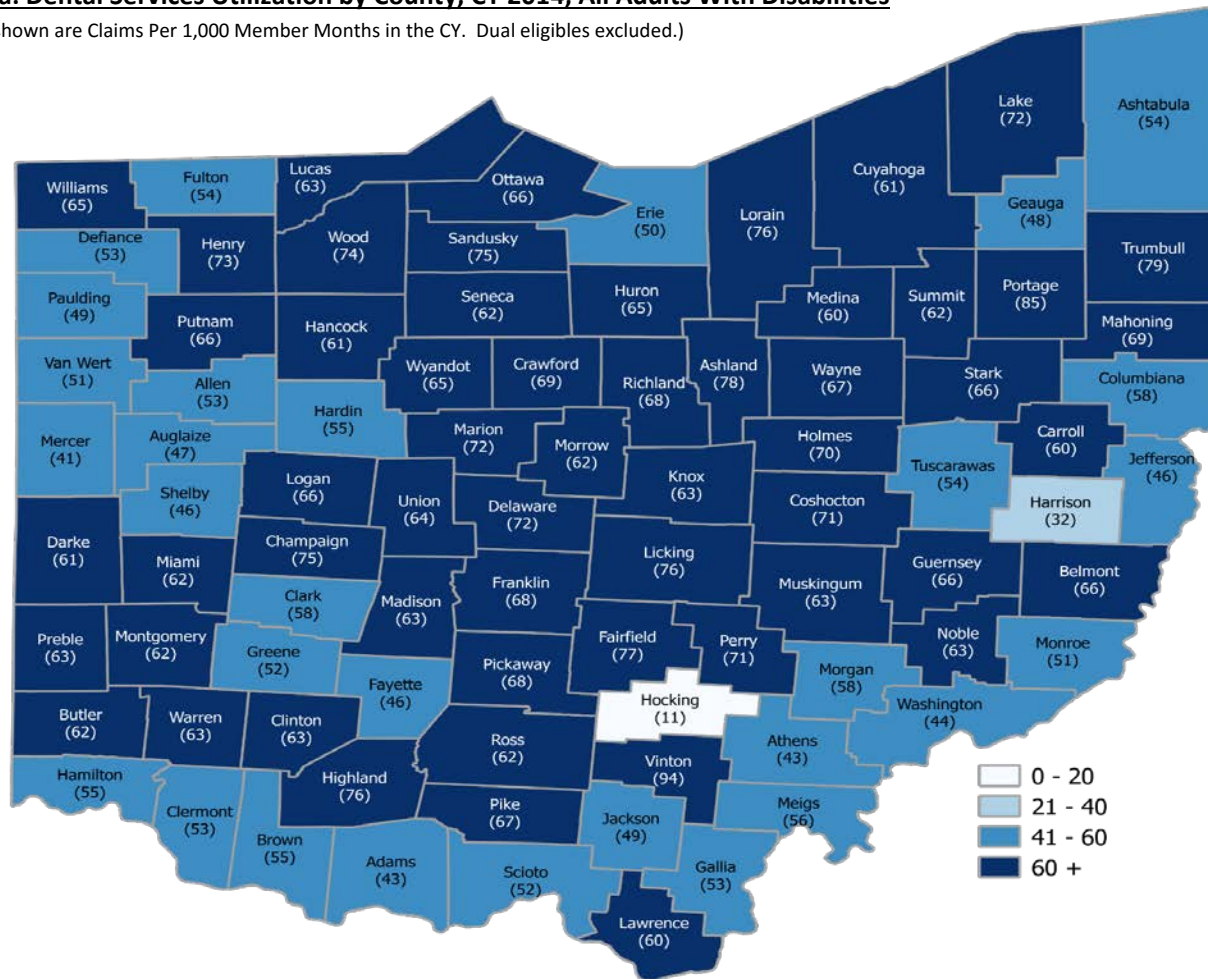 a. Dental Services Utilization by County, CY 2014, All Adults With Disabilities
shown are Claims Per 1,000 Member Months in the CY.  Dual eligibles excluded.)
Lake
(72)
Ashtabula
(54)
Williams
(65)
Fulton
(54)
Lucas
(63)
Ottawa
(66)
Erie
(50)
Lorain
(76)
Cuyahoga
(61)
Geauga
(48)
Defiance
(53)
Henry
(73)
Wood
(74)
Sandusky
(75)
Trumbull
(79)
Paulding
(49)
Putnam
(66)
Hancock
(61)
Seneca
(62)
Huron
(65)
Medina
(60)
Summit
(62)
Portage
(85)
Mahoning
(69)
Van Wert
(51)
Allen
(53)
Hardin
(55)
Wyandot
(65)
Crawford
(69)
Richland
(68)
Ashland
(78)
Wayne
(67)
Stark
(66)
Columbiana
(58)
Mercer
(41)
Auglaize
(47)
Marion
(72)
Morrow
(62)
Knox
(63)
Holmes
(70)
Tuscarawas
(54)
Carroll
(60)
Jefferson
(46)
Shelby
(46)
Logan
(66)
Union
(64)
Delaware
(72)
Coshocton
(71)
Harrison
(32)
Darke
(61)
Miami
(62)
Champaign
(75)
Licking
(76)
Muskingum
(63)
Guernsey
(66)
Belmont
(66)
Clark
(58)
Madison
(63)
Franklin
(68)
Preble
(63)
Montgomery
(62)
Greene
(52)
Fayette
(46)
Pickaway
(68)
Fairfield
(77)
Perry
(71)
Morgan
(58)
Noble
(63)
Monroe
(51)
Butler
(62)
Warren
(63)
Clinton
(63)
Ross
(62)
Hocking
(11)
Athens
(43)
Washington
(44)
Hamilton
(55)
Clermont
(53)
Brown
(55)
Highland
(76)
Adams
(43)
Pike
(67)
Scioto
(52)
Vinton
(94)
Jackson
(49)
Meigs
(56)
Gallia
(53)
Lawrence
(60)
0 - 20
21 - 40
41 - 60
60 +